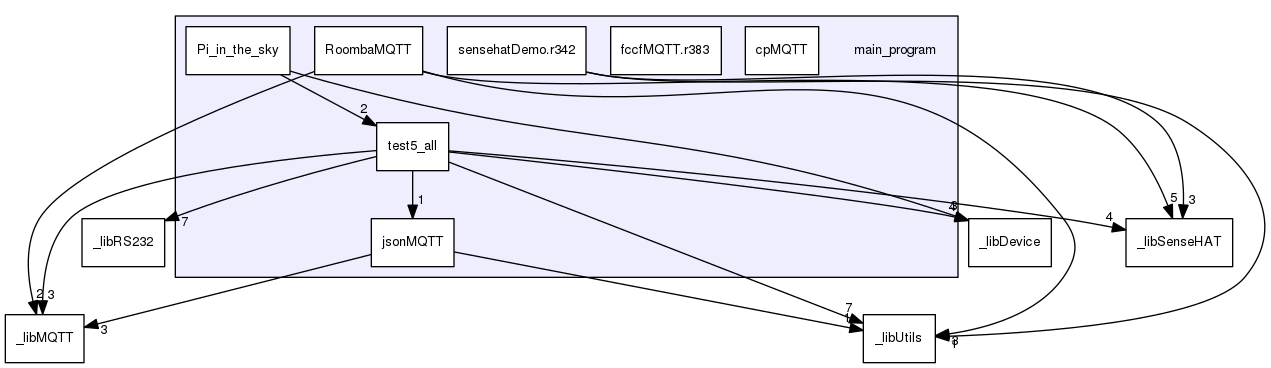 Pi_in_the_sky
RoombaMQTT
sensehatDemo.r342
fccfMQTT.r383
cpMQTT
main_program
2
test5_all
7
1
5
3
4
_libRS232
jsonMQTT
_libDevice
_libSenseHAT
2
3
3
7
_libMQTT
_libUtils